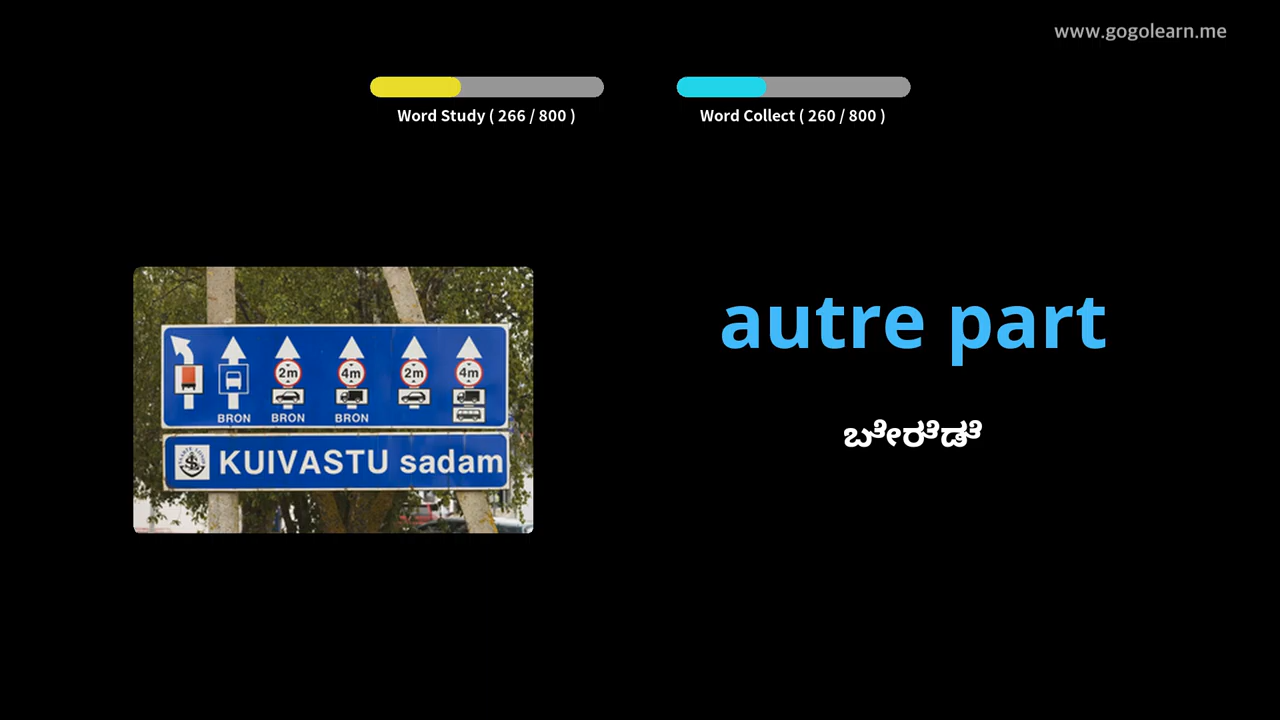 www.gogolearn.me
Word Study ( 266 / 800 )
Word Collect ( 260 / 800 )
2m 4m 2m 4m
BRON BRON BRON
KUIVASTU sadam
autre part
ಬೇರೆಡೆ